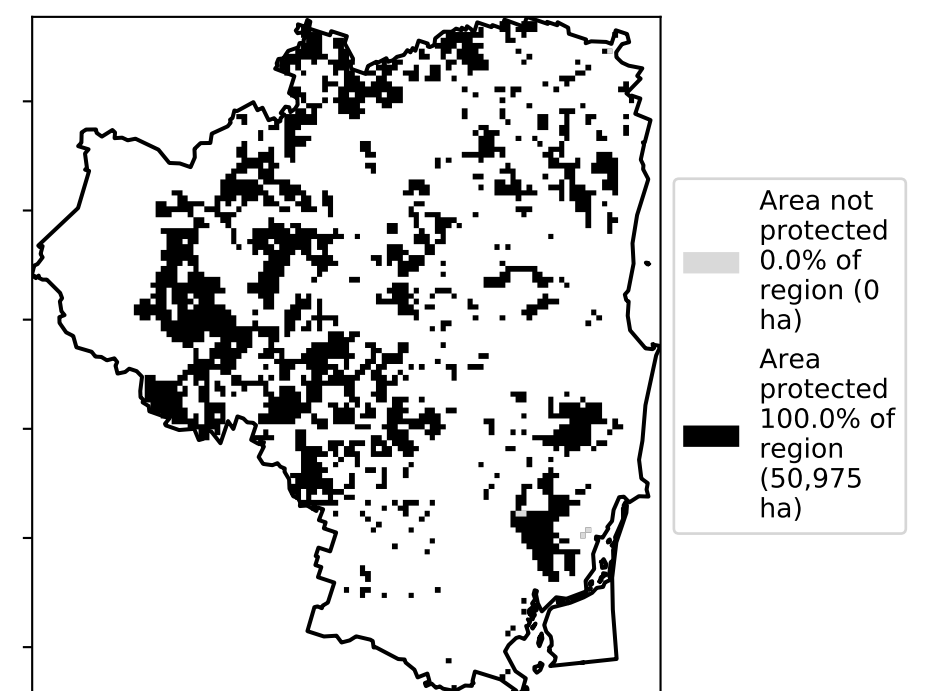 Area not
protected
0.0% of
region (0
ha)
Area
protected
100.0% of
region
(50,975
ha)